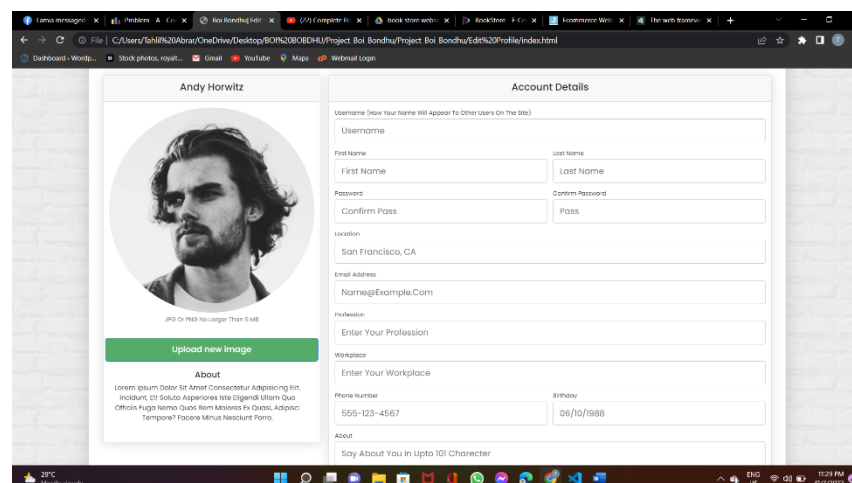 Tamia messaged
Problem - A - Co
Boi Bondhu| Edit
(22) Complete Re
book store websi
BookStore - F Co
Ecommerce Webs
The web framew
File
C:/Users/Tahlil%20Abrar/OneDrive/Desktop/BOI%20BOBDHU/Project Boi Bondhu/Project Boi Bondhu/Edit%20Profile/index.html
Dashboard ‹ Wordp...
Stock photos, royalt...
Gmail
YouTube
Maps
Webmail Login
Andy Horwitz
JPG Or PNG No Larger Than 5 MB
Upload new image
About
Lorem Ipsum Dolor Sit Amet Consectetur Adipisicing Elit.
Incidunt, Et! Soluta Asperiores Iste Eligendi Ullam Quo
Officiis Fuga Nemo Quos Rem Maiores Ex Quasi, Adipisci
Tempore? Facere Minus Nesciunt Porro.
Account Details
Username (How Your Name Will Appear To Other Users On The Site)
Username
First Name
Last Name
First Name
Last Name
Password
Confirm Password
Confirm Pass
Pass
Location
San Francisco, CA
Email Address
Name@Example.Com
Profession
Enter Your Profession
Workplace
Enter Your Workplace
Phone Number
Birthday
555-123-4567
06/10/1988
About
Say About You In Upto 101 Charecter
29°C
ENG
11:29 PM